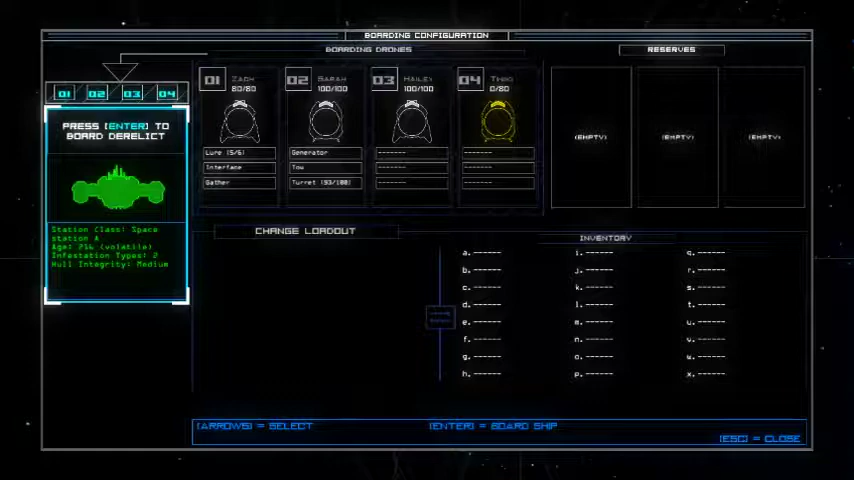 BOARDING CONFIGURATION
BOARDING DRONES
RESERVES
01 02 03 04
PRESS [ENTER] TO
BOARD DERELICT
Station Class: Space
station A
Age: 216 (volatile)
Infestation Types: 2
Hull Integrity: Medium
01 ZACH
80/80
Lure (5/6)
Interface
Gather
02 SARAH
100/100
Generator
Tow
Turret (93/100)
03 HAILEY
100/100
-------
-------
-------
04
0/80
-------
-------
-------
(EMPTY)
(EMPTY)
(EMPTY)
CHANGE LOADOUT
INVENTORY
a. ------ i. ------ q. ------
b. ------ j. ------ r. ------
c. ------ k. ------ s. ------
d. ------ l. ------ t. ------
e. ------ m. ------ u. ------
f. ------ n. ------ v. ------
g. ------ o. ------ w. ------
h. ------ p. ------ x. ------
[ARROWS] = SELECT
[ENTER] = BOARD SHIP
[ESC] = CLOSE